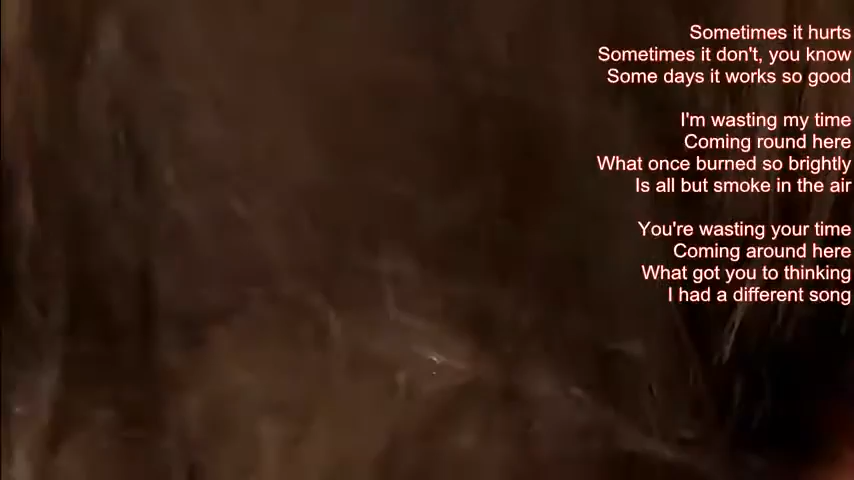 Sometimes it hurts
Sometimes it don't, you know
Some days it works so good
I'm wasting my time
Coming round here
What once burned so brightly
Is all but smoke in the air
You're wasting your time
Coming around here
What got you to thinking
I had a different song